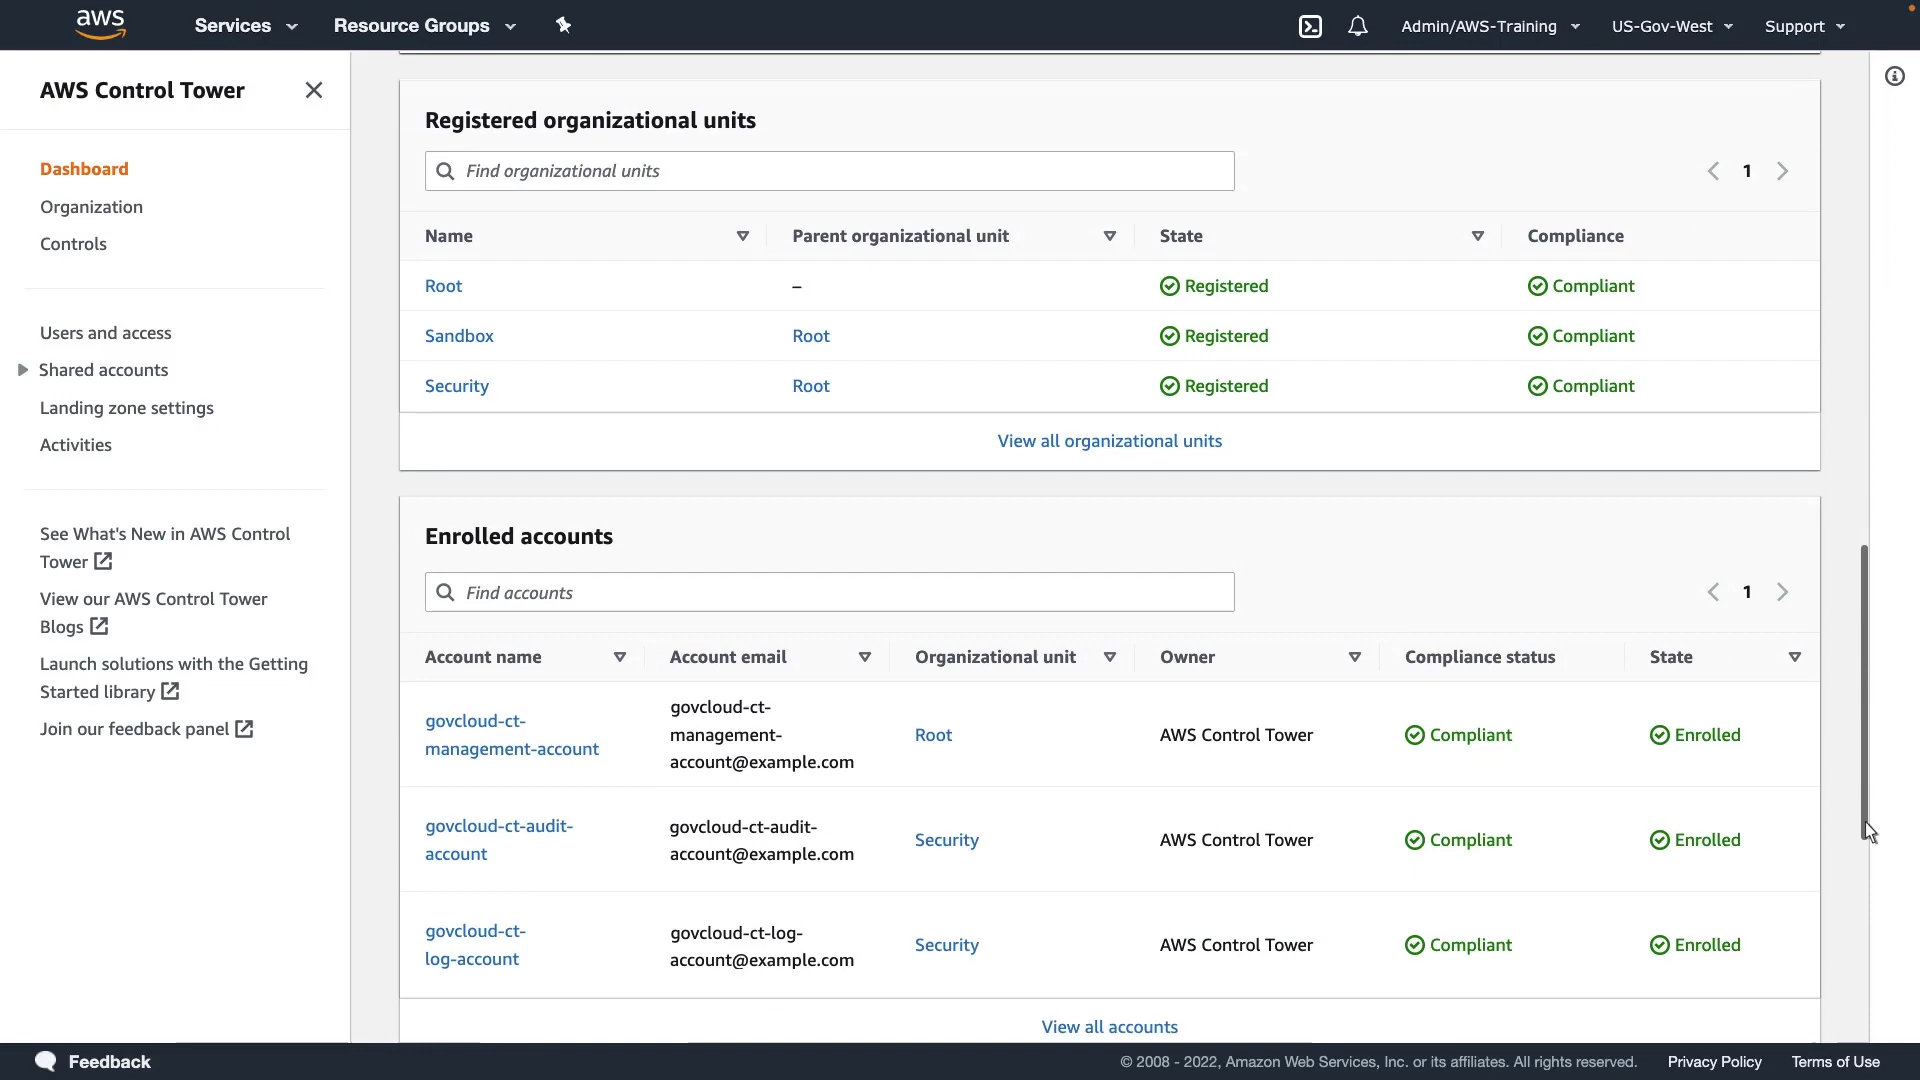 aws Services Resource Groups Admin/AWS-Training US-Gov-West Support
AWS Control Tower
Dashboard
Organization
Controls
Users and access
Shared accounts
Landing zone settings
Activities
See What's New in AWS Control
Tower
View our AWS Control Tower
Blogs
Launch solutions with the Getting
Started library
Join our feedback panel
Registered organizational units
Find organizational units
1
Name Parent organizational unit State Compliance
Root – Registered Compliant
Sandbox Root Registered Compliant
Security Root Registered Compliant
View all organizational units
Enrolled accounts
Find accounts
1
Account name Account email Organizational unit Owner Compliance status State
govcloud-ct-
management-account
govcloud-ct-
management-
account@example.com
Root AWS Control Tower Compliant Enrolled
govcloud-ct-audit-
account
govcloud-ct-audit-
account@example.com
Security AWS Control Tower Compliant Enrolled
govcloud-ct-
log-account
govcloud-ct-log-
account@example.com
Security AWS Control Tower Compliant Enrolled
View all accounts
Feedback © 2008 - 2022, Amazon Web Services, Inc. or its affiliates. All rights reserved. Privacy Policy Terms of Use